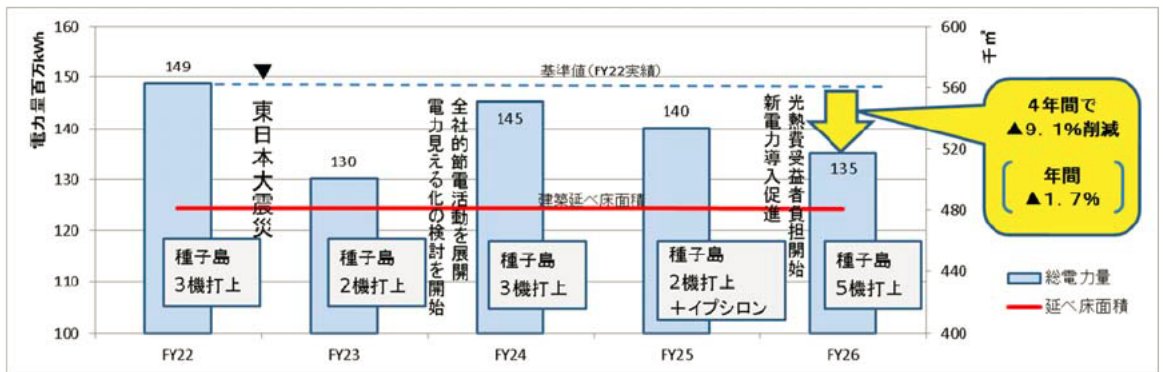 電力量百万kWh
160
150
140
130
120
110
100
600
560
520
480
440
400
千㎡
149
130
145
140
135
基準値(FY22実績)
▼
東日本大震災
全社的節電活動を展開
電力見える化の検討を開始
光熱費受益者負担開始
新電力導入促進
建築延べ床面積
種子島
3機打上
種子島
2機打上
種子島
3機打上
種子島
2機打上
+イプシロン
種子島
5機打上
FY22
FY23
FY24
FY25
FY26
4年間で
▲9.1%削減
年間
▲1.7%
総電力量
延べ床面積